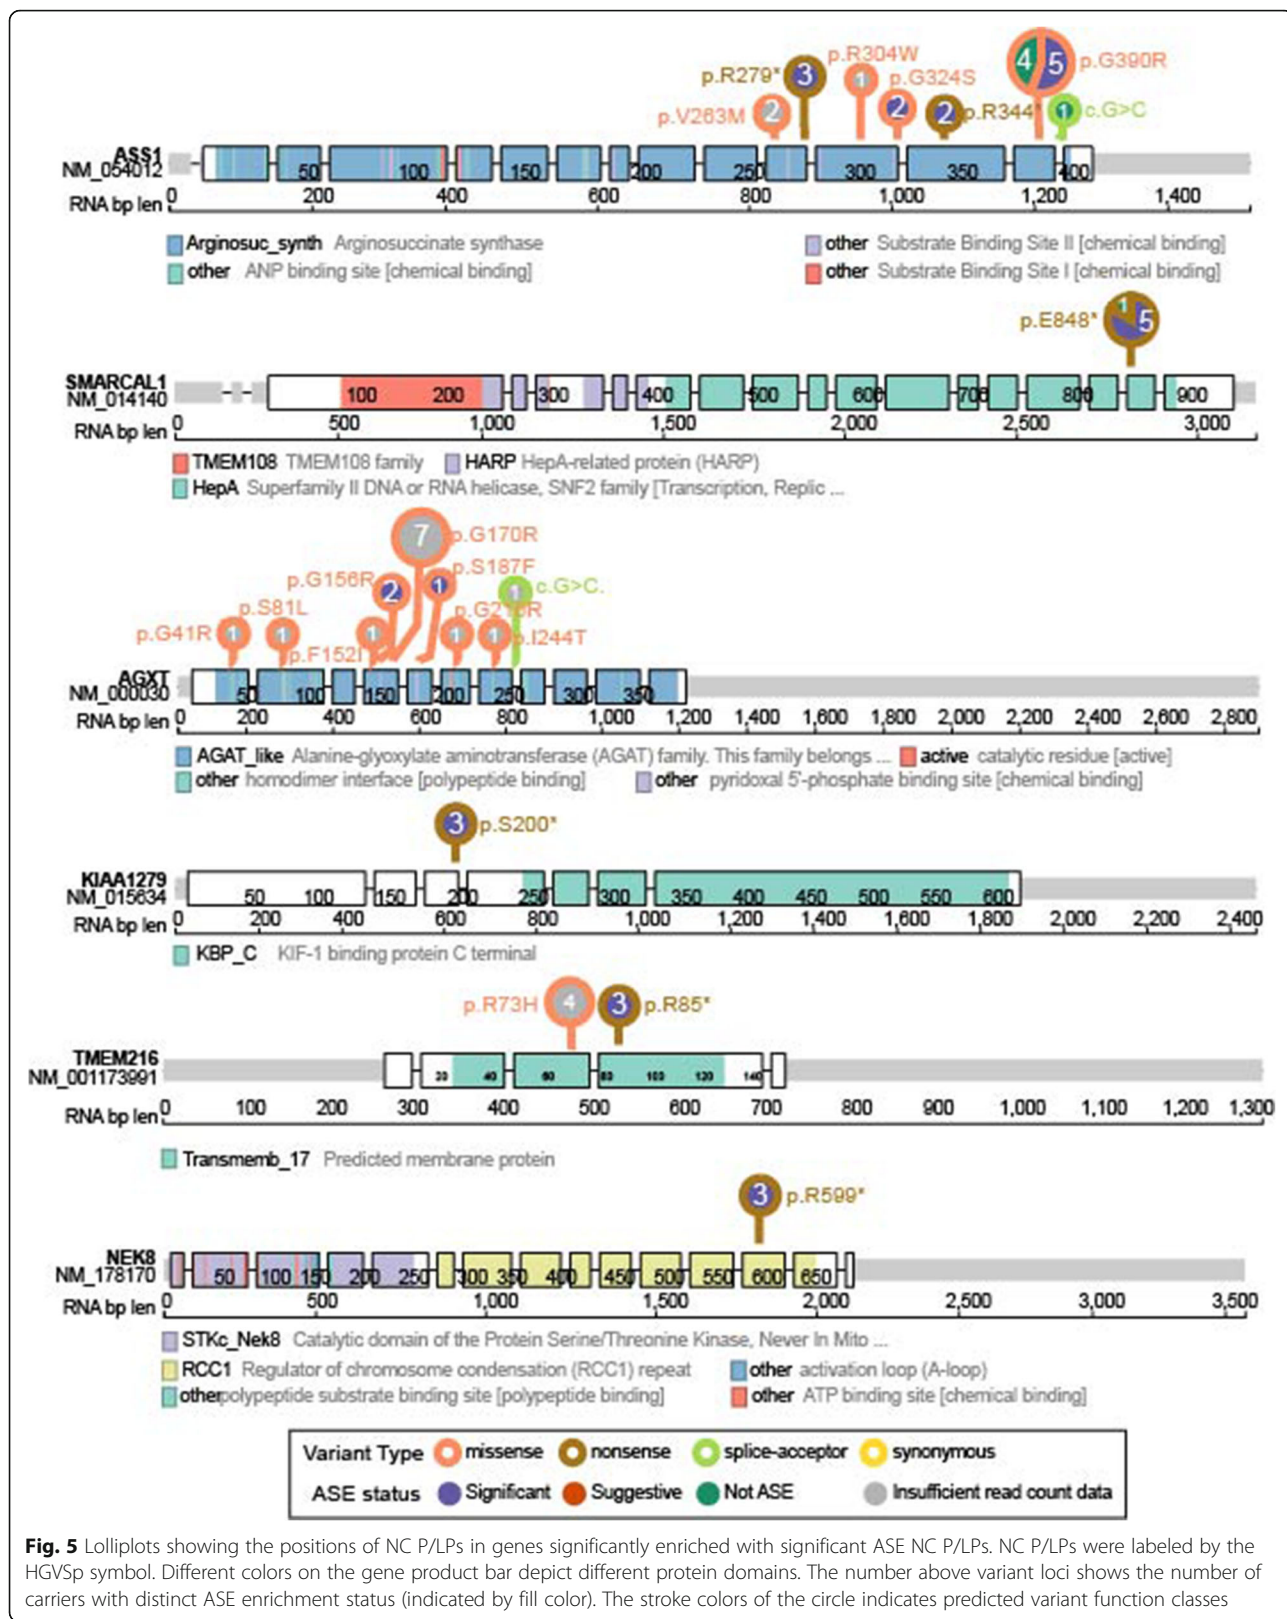 p.R304W
4 5 p.G390R
p.R279* 3 1 p.G324S
p.V263M 2 2 2 p.R344* 1 c.G>C
ASS1
NM_054012
50 100 150 200 250 300 350 400
RNA bp len 0 200 400 600 800 1,000 1,200 1,400
Arginosuc_synth Arginosuccinate synthase
other Substrate Binding Site II [chemical binding]
other ANP binding site [chemical binding]
other Substrate Binding Site I [chemical binding]
p.E848* 1 5
SMARCAL1
NM_014140
100 200 300 400 500 600 700 800 900
RNA bp len 0 500 1,000 1,500 2,000 2,500 3,000
TMEM108 TMEM108 family HARP HepA-related protein (HARP)
HepA Superfamily II DNA or RNA helicase, SNF2 family [Transcription, Replic ...
7 p.G170R
p.G156R 2 1 p.S187F
1 c.G>C.
p.S81L
p.G41R 1 1 p.F152I 1 1 1 p.I244T
AGXT
NM_000030
50 100 150 200 250 300 350
RNA bp len 0 200 400 600 800 1,000 1,200 1,400 1,600 1,800 2,000 2,200 2,400 2,600 2,800
AGAT_like Alanine-glyoxylate aminotransferase (AGAT) family. This family belongs ... active catalytic residue [active]
other homodimer interface [polypeptide binding] other pyridoxal 5'-phosphate binding site [chemical binding]
3 p.S200*
KIAA1279
NM_015634
50 100 150 200 250 300 350 400 450 500 550 600
RNA bp len 0 200 400 600 800 1,000 1,200 1,400 1,600 1,800 2,000 2,200 2,400
KBP_C KIF-1 binding protein C terminal
p.R73H 4 3 p.R85*
TMEM216
NM_001173991
20 40 60 80 100 120 140
RNA bp len 0 100 200 300 400 500 600 700 800 900 1,000 1,100 1,200 1,300
Transmemb_17 Predicted membrane protein
3 p.R599*
NEK8
NM_178170
50 100 150 200 250 300 350 400 450 500 550 600 650
RNA bp len 0 500 1,000 1,500 2,000 2,500 3,000 3,500
STKc_Nek8 Catalytic domain of the Protein Serine/Threonine Kinase, Never In Mito ...
RCC1 Regulator of chromosome condensation (RCC1) repeat other activation loop (A-loop)
other polypeptide substrate binding site [polypeptide binding] other ATP binding site [chemical binding]
Variant Type missense nonsense splice-acceptor synonymous
ASE status Significant Suggestive Not ASE Insufficient read count data
Fig. 5 Lolliplots showing the positions of NC P/LPs in genes significantly enriched with significant ASE NC P/LPs. NC P/LPs were labeled by the
HGVSp symbol. Different colors on the gene product bar depict different protein domains. The number above variant loci shows the number of
carriers with distinct ASE enrichment status (indicated by fill color). The stroke colors of the circle indicates predicted variant function classes